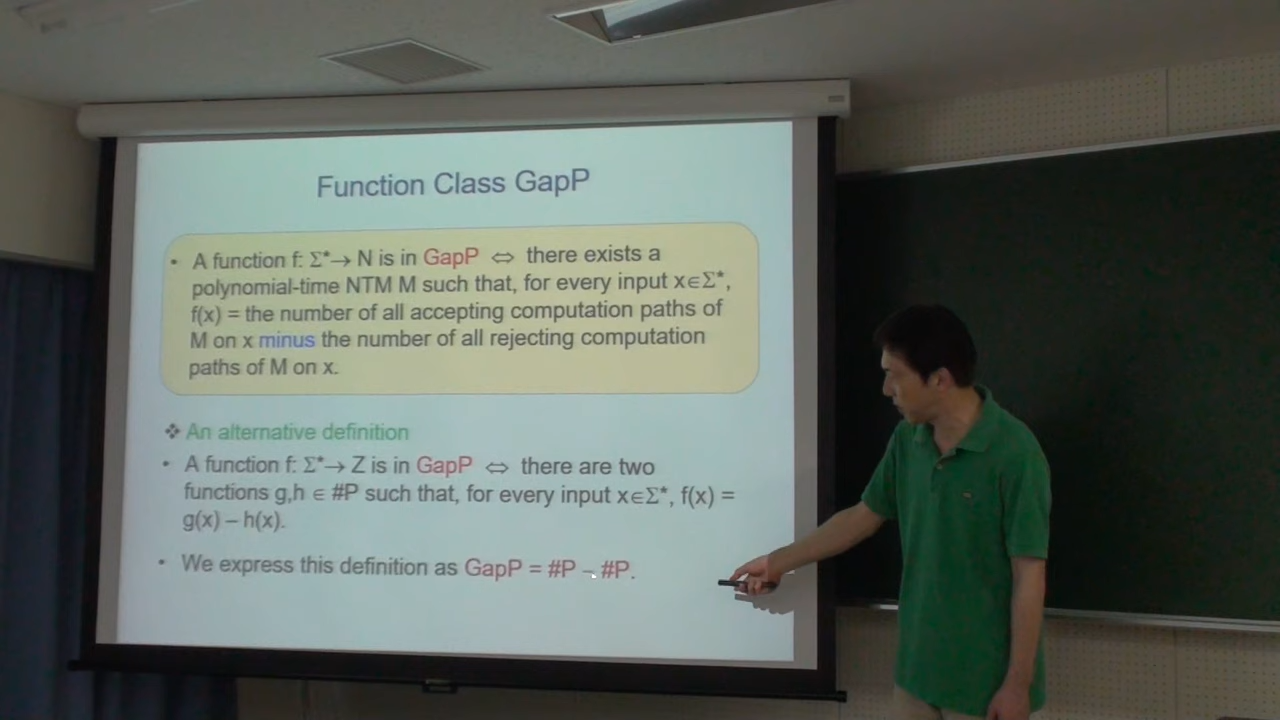 Function Class GapP
• A function f: Σ*→ N is in GapP ⇔ there exists a
polynomial-time NTM M such that, for every input x∈Σ*,
f(x) = the number of all accepting computation paths of
M on x minus the number of all rejecting computation
paths of M on x.
❖ An alternative definition
• A function f: Σ*→ Z is in GapP ⇔ there are two
functions g,h ∈ #P such that, for every input x∈Σ*, f(x) =
g(x) – h(x).
• We express this definition as GapP = #P – #P.